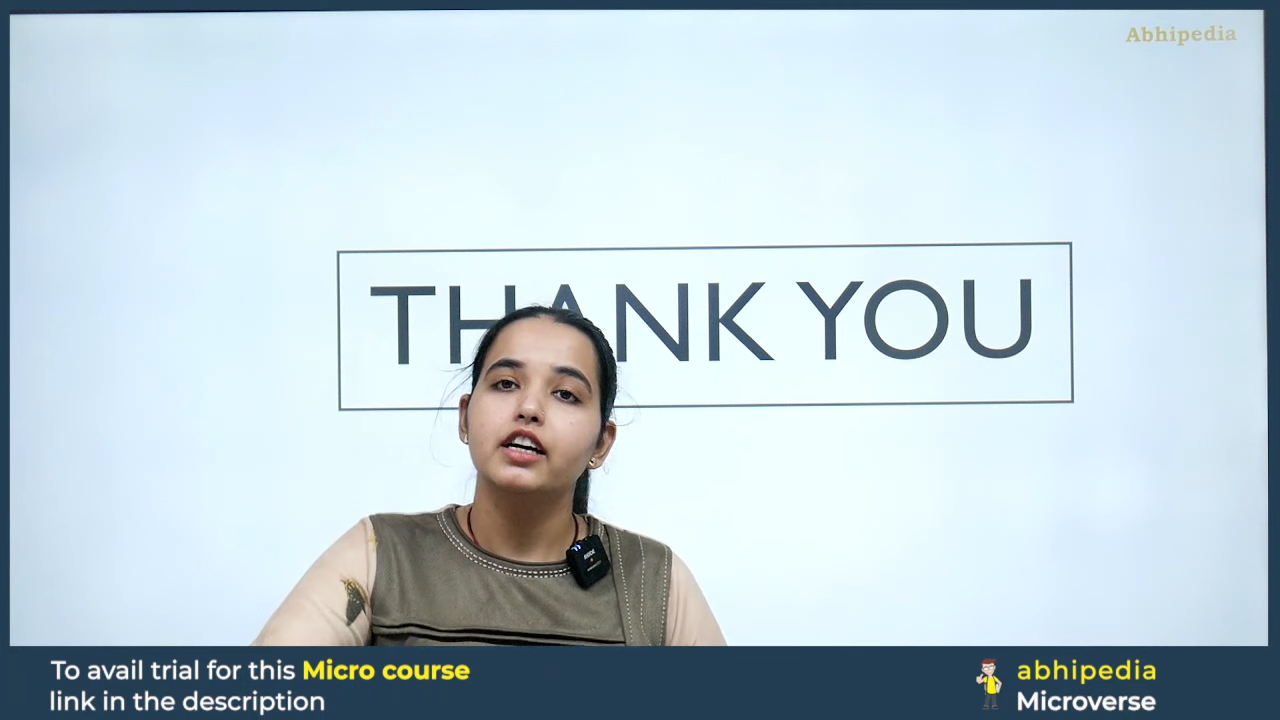 Abhipedia
THANK YOU
To avail trial for this Micro course
link in the description
abhipedia
Microverse